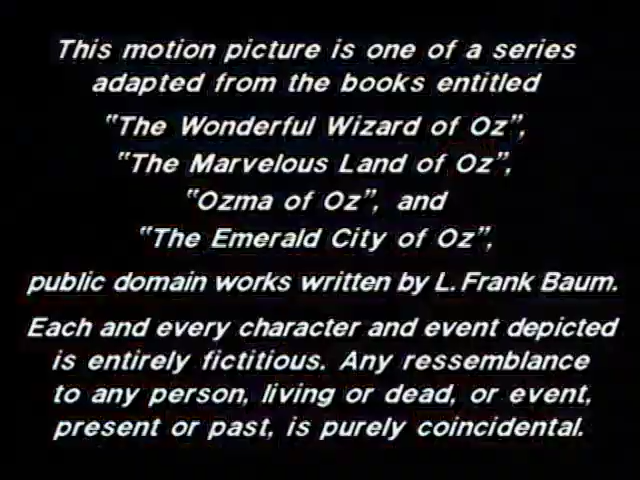 This motion picture is one of a series
adapted from the books entitled
"The Wonderful Wizard of Oz",
"The Marvelous Land of Oz",
"Ozma of Oz", and
"The Emerald City of Oz",
public domain works written by L. Frank Baum.
Each and every character and event depicted
is entirely fictitious. Any ressemblance
to any person, living or dead, or event,
present or past, is purely coincidental.